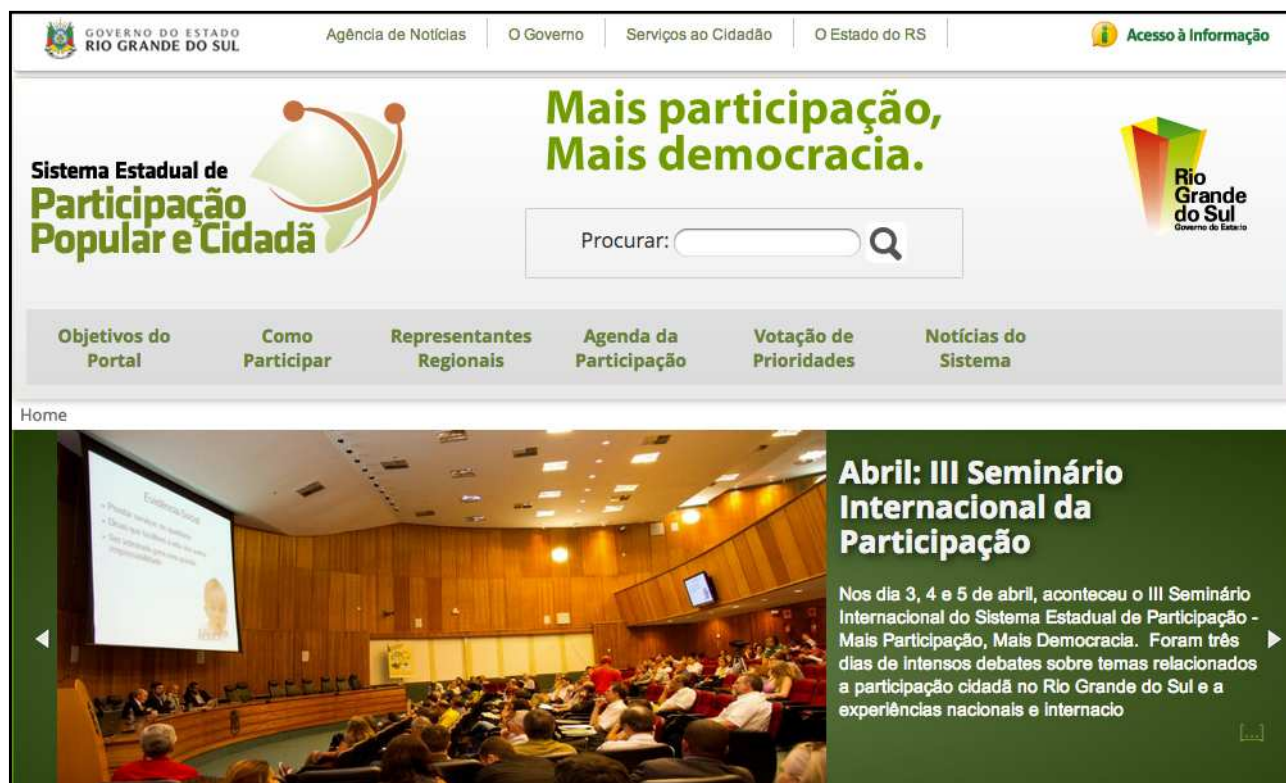 GOVERNO DO ESTADO
RIO GRANDE DO SUL
Agência de Notícias
O Governo
Serviços ao Cidadão
O Estado do RS
Acesso à Informação
Sistema Estadual de
Participação
Popular e Cidadã
Mais participação,
Mais democracia.
Procurar:
Rio
Grande
do Sul
Governo do Estado
Objetivos do
Portal
Como
Participar
Representantes
Regionais
Agenda da
Participação
Votação de
Prioridades
Notícias do
Sistema
Home
Evidência Social
Abril: III Seminário
Internacional da
Participação
Nos dia 3, 4 e 5 de abril, aconteceu o III Seminário
Internacional do Sistema Estadual de Participação -
Mais Participação, Mais Democracia. Foram três
dias de intensos debates sobre temas relacionados
a participação cidadã no Rio Grande do Sul e a
experiências nacionais e internacio
[...]